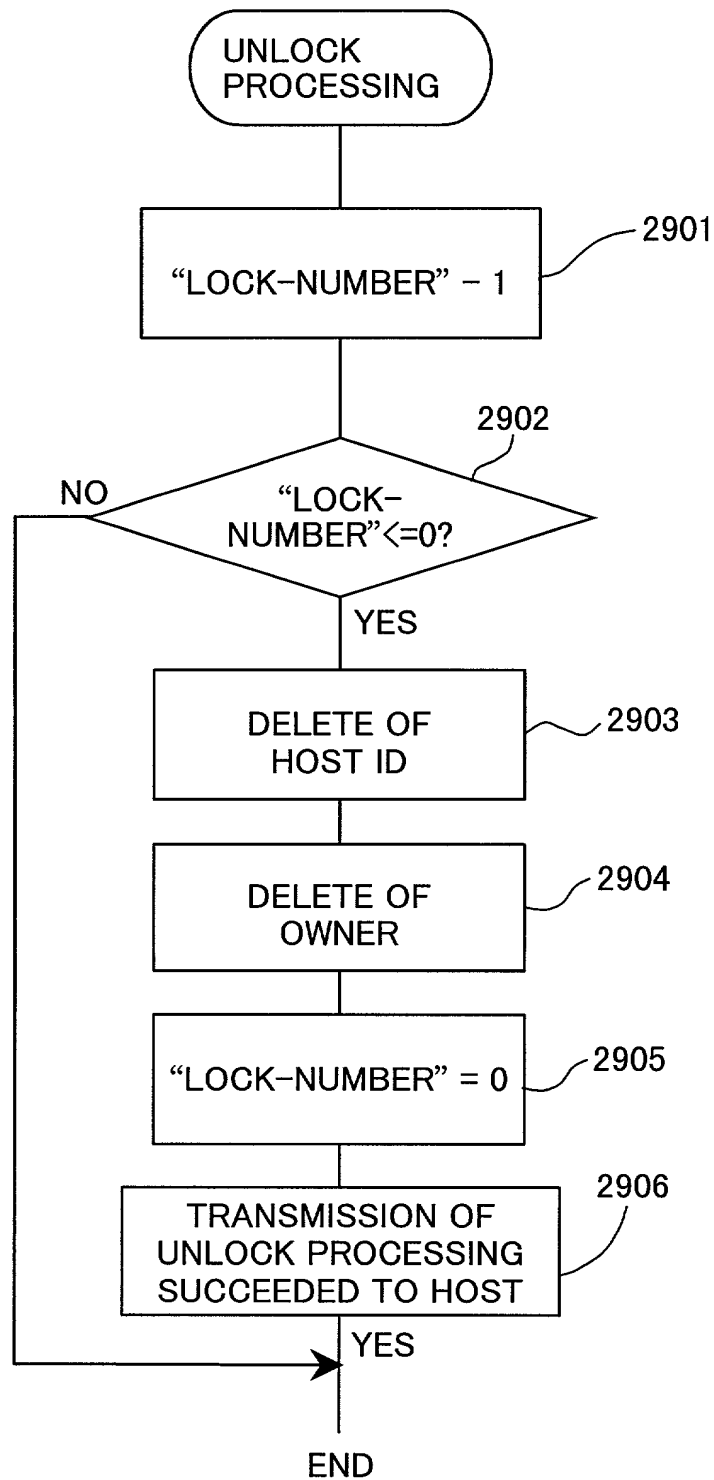 UNLOCK
PROCESSING
2901
“LOCK-NUMBER” - 1
2902
NO
“LOCK-
NUMBER”<=0?
YES
DELETE OF
HOST ID
2903
DELETE OF
OWNER
2904
“LOCK-NUMBER” = 0
2905
2906
TRANSMISSION OF
UNLOCK PROCESSING
SUCCEEDED TO HOST
YES
END